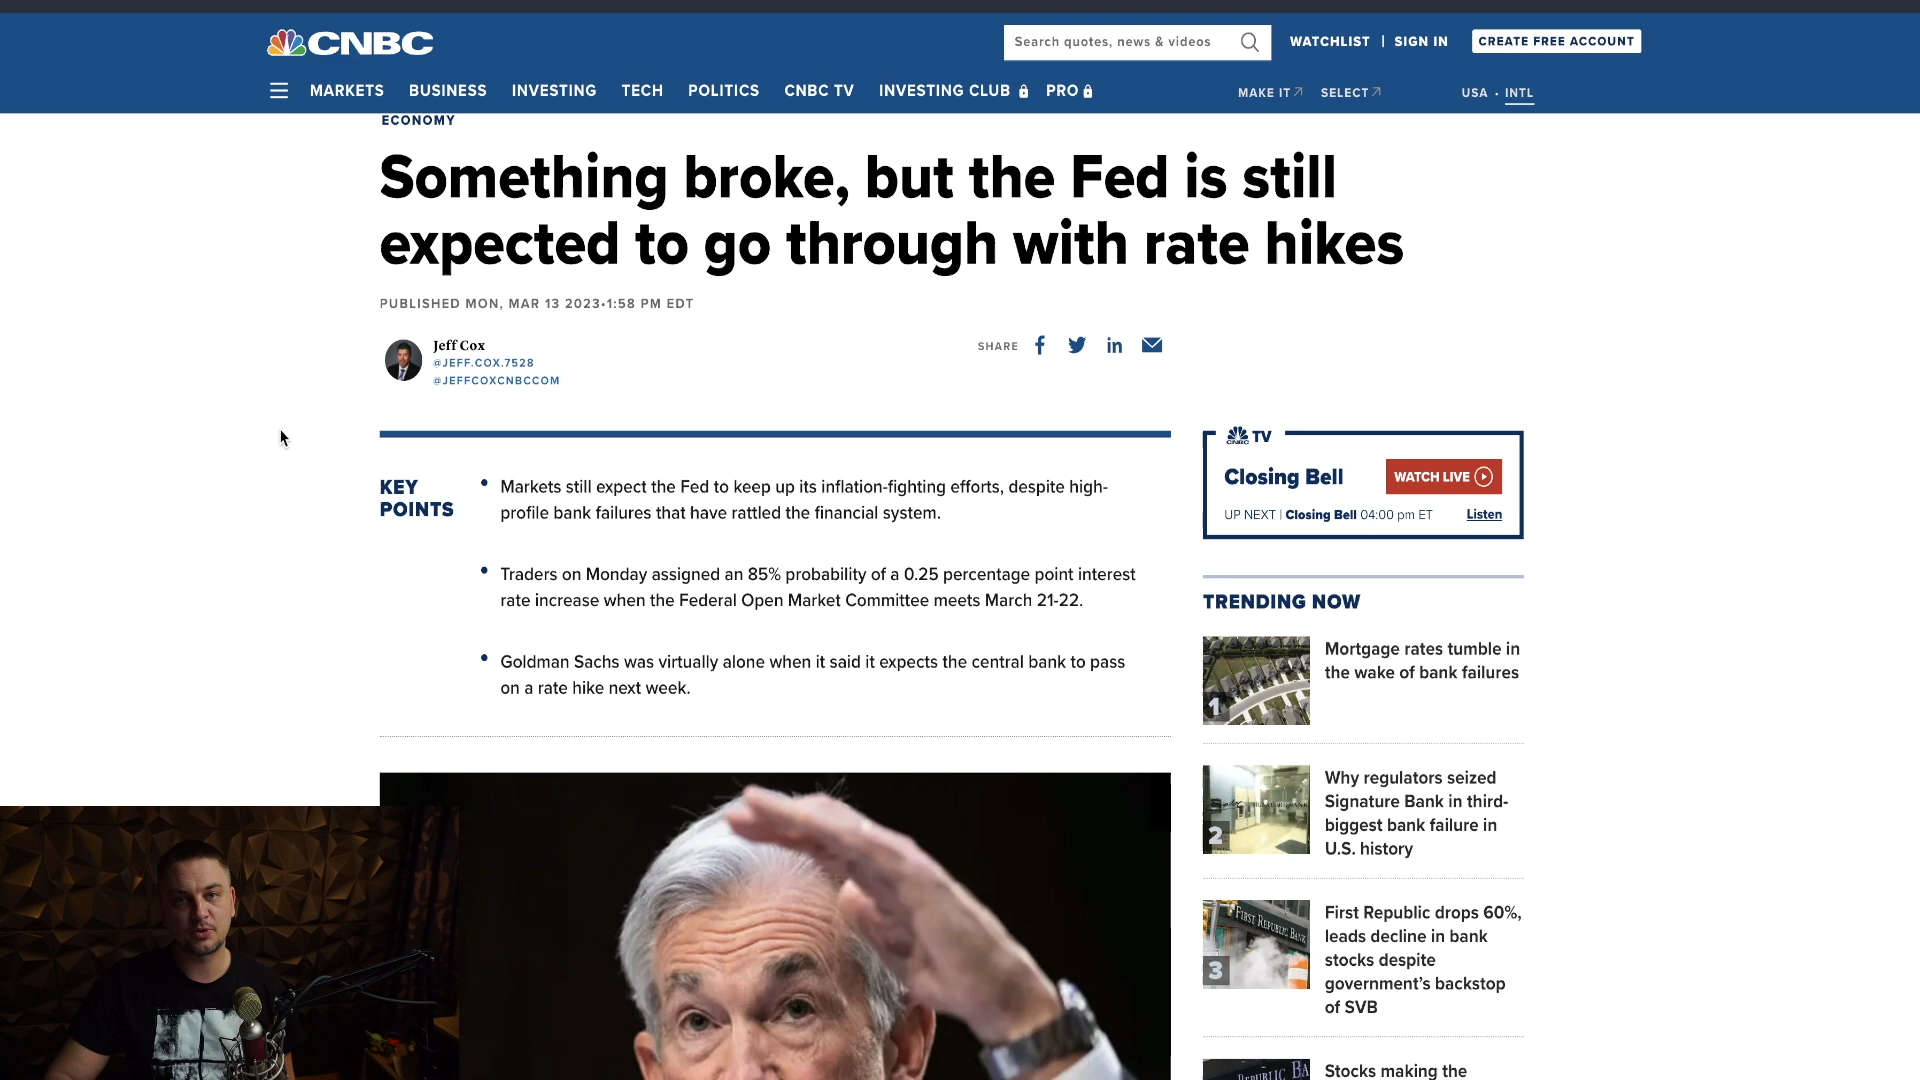 CNBC
Search quotes, news & videos
WATCHLIST | SIGN IN
CREATE FREE ACCOUNT
MARKETS BUSINESS INVESTING TECH POLITICS CNBC TV INVESTING CLUB PRO
MAKE IT SELECT
USA • INTL
ECONOMY
Something broke, but the Fed is still
expected to go through with rate hikes
PUBLISHED MON, MAR 13 2023•1:58 PM EDT
Jeff Cox
@JEFF.COX.7528
@JEFFCOXCNBCCOM
SHARE
KEY
POINTS
Markets still expect the Fed to keep up its inflation-fighting efforts, despite high-
profile bank failures that have rattled the financial system.
Traders on Monday assigned an 85% probability of a 0.25 percentage point interest
rate increase when the Federal Open Market Committee meets March 21-22.
Goldman Sachs was virtually alone when it said it expects the central bank to pass
on a rate hike next week.
CNBC TV
Closing Bell
WATCH LIVE
UP NEXT | Closing Bell 04:00 pm ET
Listen
TRENDING NOW
1
Mortgage rates tumble in
the wake of bank failures
2
Why regulators seized
Signature Bank in third-
biggest bank failure in
U.S. history
FIRST REPUBLIC BANK
3
First Republic drops 60%,
leads decline in bank
stocks despite
government's backstop
of SVB
Stocks making the